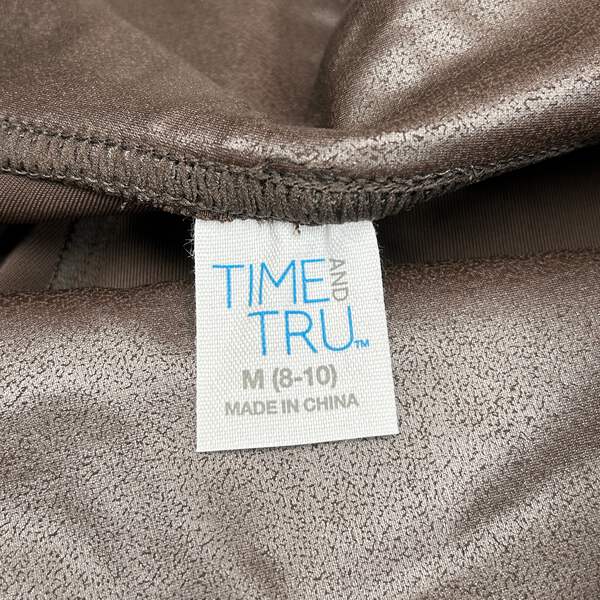 TIME AND
TRU™
M (8-10)
MADE IN CHINA